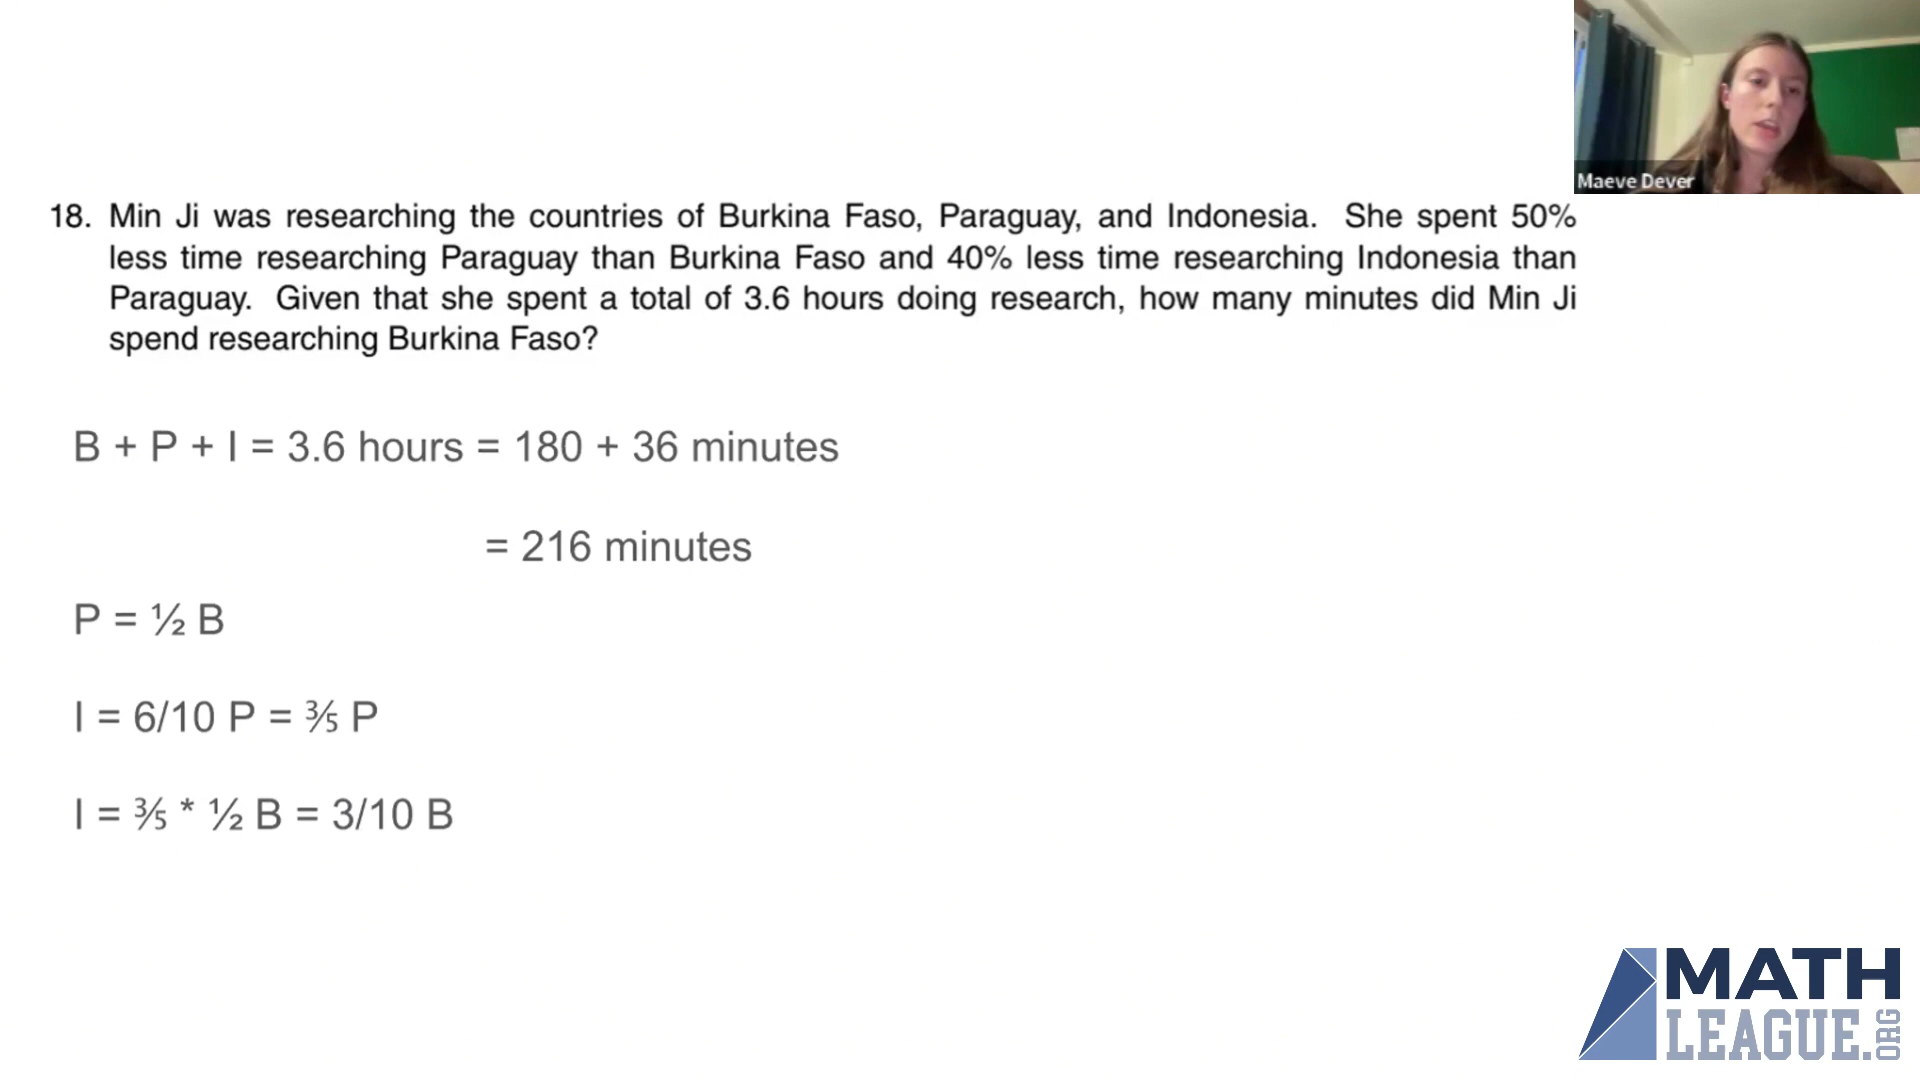 Maeve Dever
18. Min Ji was researching the countries of Burkina Faso, Paraguay, and Indonesia. She spent 50%
less time researching Paraguay than Burkina Faso and 40% less time researching Indonesia than
Paraguay. Given that she spent a total of 3.6 hours doing research, how many minutes did Min Ji
spend researching Burkina Faso?
B + P + I = 3.6 hours = 180 + 36 minutes
= 216 minutes
P = ½ B
I = 6/10 P = ⅗ P
I = ⅗ * ½ B = 3/10 B
MATH
LEAGUE.ORG